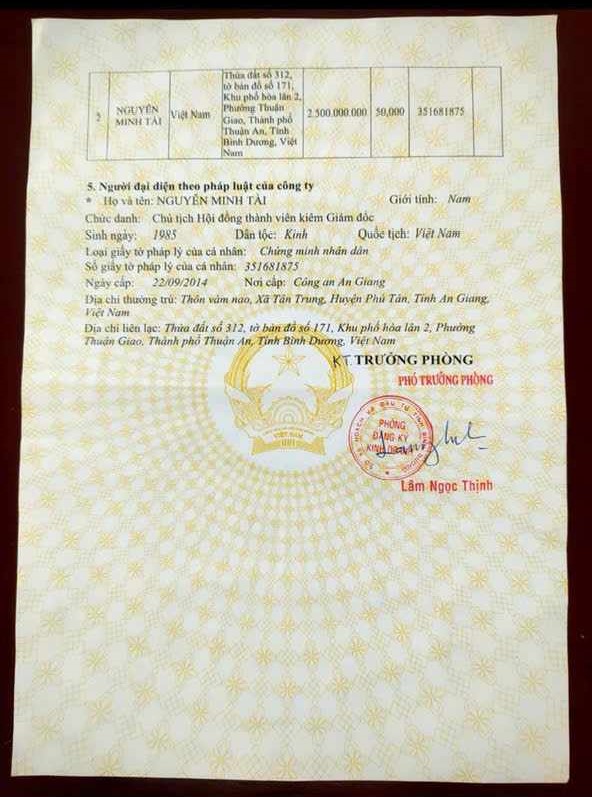 2
NGUYỄN MINH TÀI
Việt Nam
Thửa đất số 312,
tờ bản đồ số 171,
Khu phố hòa lân 2,
Phường Thuận
Giao, Thành phố
Thuận An, Tỉnh
Bình Dương, Việt
Nam
2.500.000.000
50,000
351681875
5. Người đại diện theo pháp luật của công ty
* Họ và tên: NGUYỄN MINH TÀI Giới tính: Nam
Chức danh: Chủ tịch Hội đồng thành viên kiêm Giám đốc
Sinh ngày: 1985 Dân tộc: Kinh Quốc tịch: Việt Nam
Loại giấy tờ pháp lý của cá nhân: Chứng minh nhân dân
Số giấy tờ pháp lý của cá nhân: 351681875
Ngày cấp: 22/09/2014 Nơi cấp: Công an An Giang
Địa chỉ thường trú: Thôn vàm nao, Xã Tân Trung, Huyện Phú Tân, Tỉnh An Giang,
Việt Nam
Địa chỉ liên lạc: Thửa đất số 312, tờ bản đồ số 171, Khu phố hòa lân 2, Phường
Thuận Giao, Thành phố Thuận An, Tỉnh Bình Dương, Việt Nam
KT. TRƯỞNG PHÒNG
PHÓ TRƯỞNG PHÒNG
PHÒNG
ĐĂNG KÝ
KINH DOANH
VIỆT NAM
Lâm Ngọc Thịnh